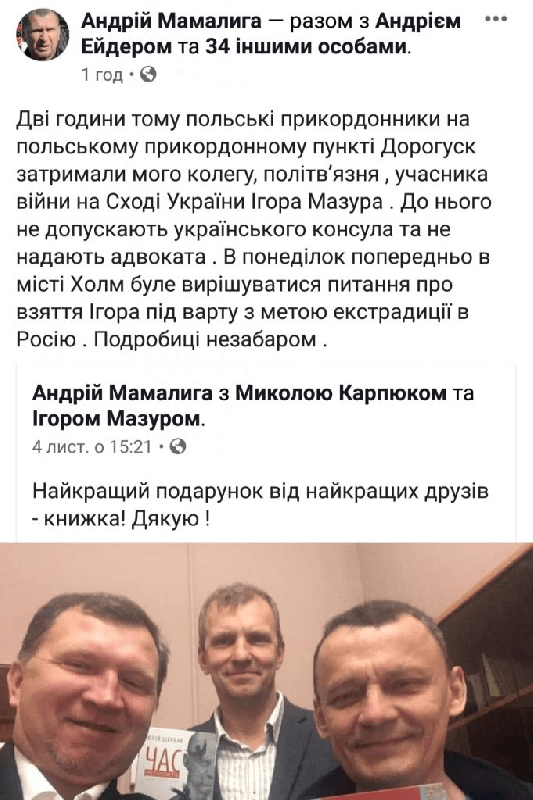 Андрій Мамалига — разом з Андрієм
Ейдером та 34 іншими особами.
1 год ·
Дві години тому польські прикордонники на
польському прикордонному пункті Дорогуск
затримали мого колегу, політв'язня , учасника
війни на Сході України Ігора Мазура . До нього
не допускають українського консула та не
надають адвоката . В понеділок попередньо в
місті Холм буле вирішуватися питання про
взяття Ігора під варту з метою екстрадиції в
Росію . Подробиці незабаром .
Андрій Мамалига з Миколою Карпюком та
Ігором Мазуром.
4 лист. о 15:21 ·
Найкращий подарунок від найкращих друзів
- книжка! Дякую !
ЧАС